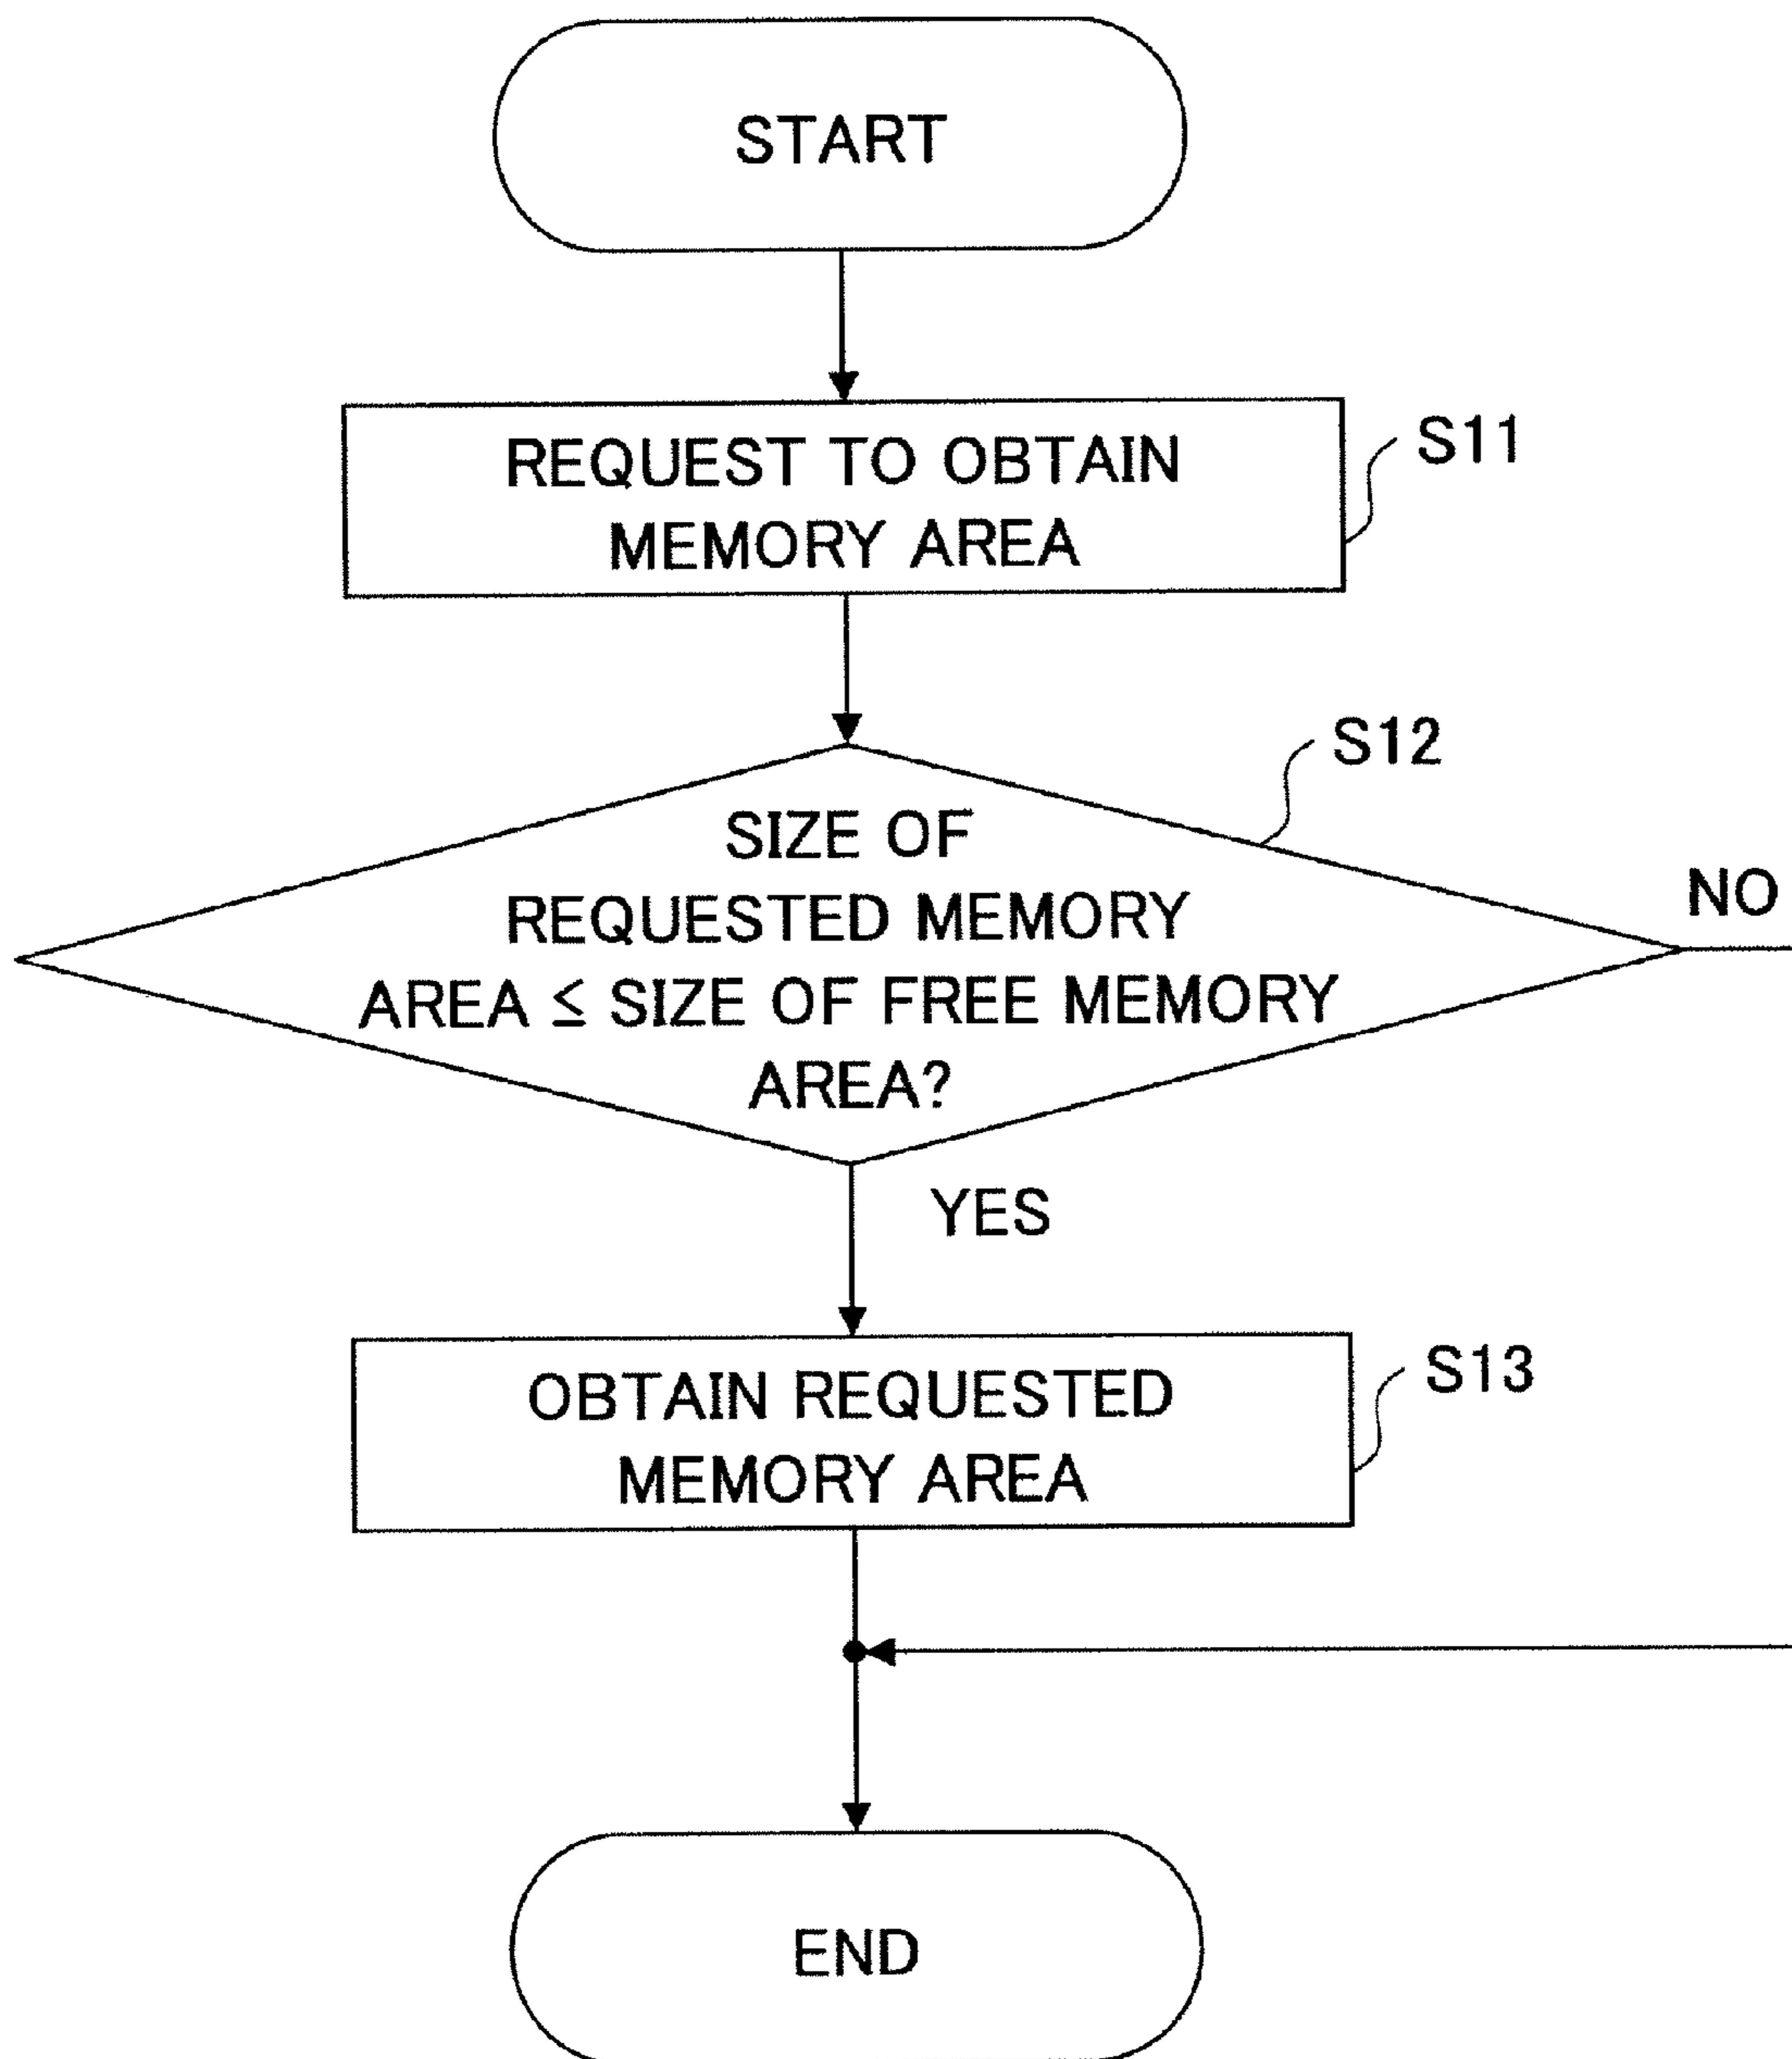 START
REQUEST TO OBTAIN
MEMORY AREA
S11
S12
SIZE OF
REQUESTED MEMORY
AREA ≤ SIZE OF FREE MEMORY
AREA?
NO
YES
OBTAIN REQUESTED
MEMORY AREA
S13
END